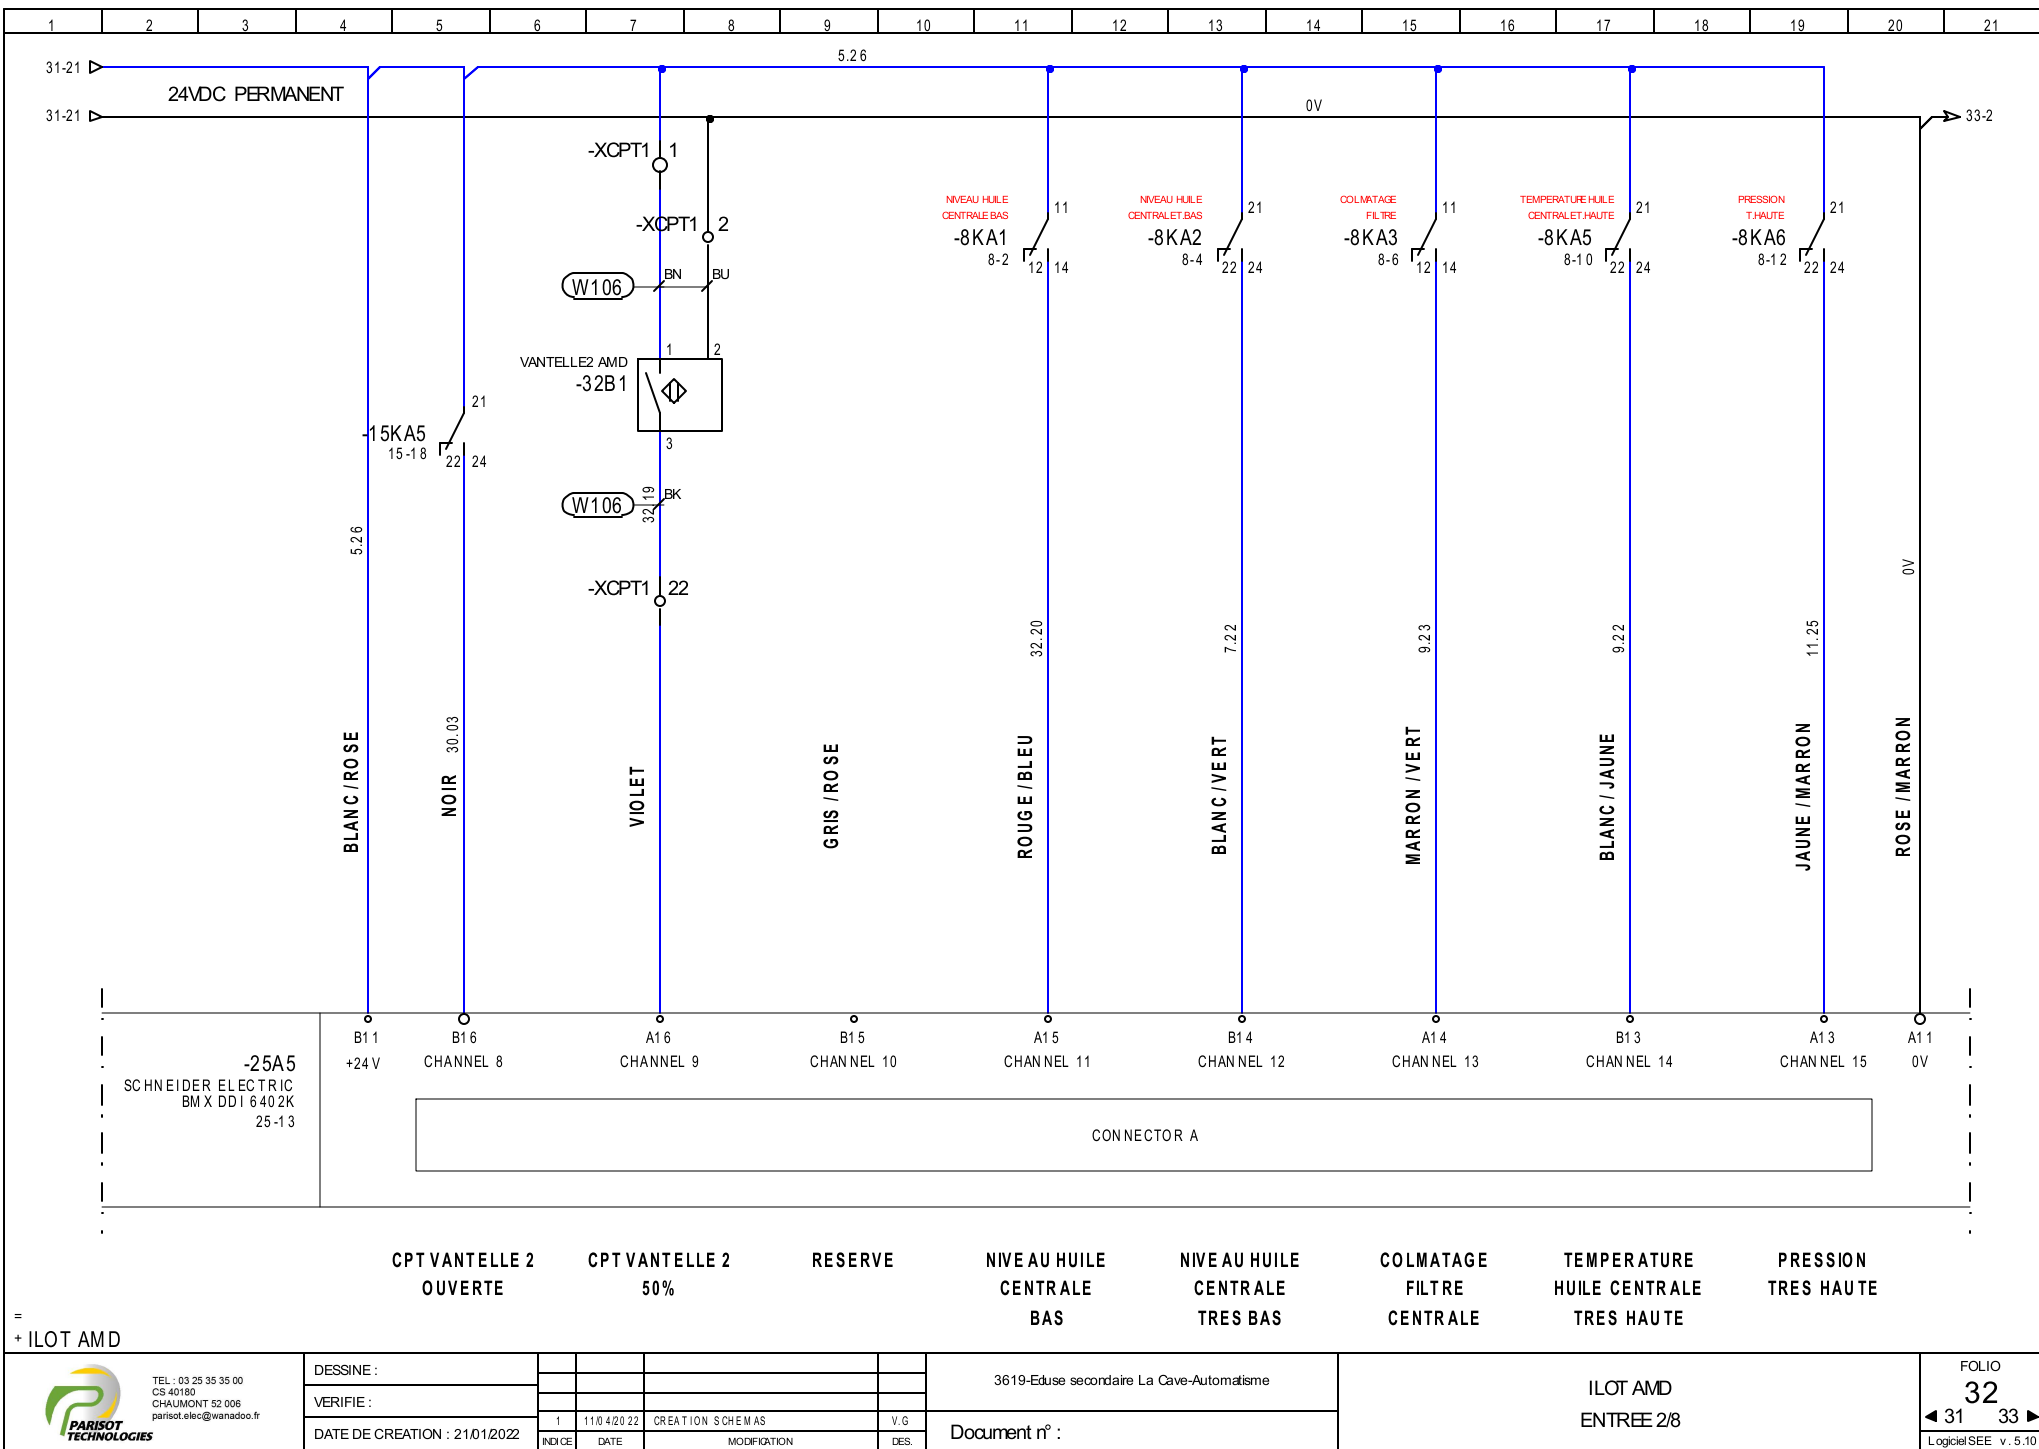 1 2 3 4 5 6 7 8 9 10 11 12 13 14 15 16 17 18 19 20 21
31-21
5.26
24VDC PERMANENT
31-21
0V
33-2
-XCPT1 1
-XCPT1 2
W106
BN
BU
VANTELLE2 AMD
-32B1
1
2
3
W106
32.19
BK
-XCPT1 22
-15KA5
15-18
21
22
24
NIVEAU HUILE
CENTRALE BAS
-8KA1
8-2
11
12
14
NIVEAU HUILE
CENTRALE T.BAS
-8KA2
8-4
21
22
24
COLMATAGE
FILTRE
-8KA3
8-6
11
12
14
TEMPERATURE HUILE
CENTRALE T.HAUTE
-8KA5
8-10
21
22
24
PRESSION
T.HAUTE
-8KA6
8-12
21
22
24
5.26
30.03
32.20
7.22
9.23
9.22
11.25
0V
BLANC / ROSE
NOIR
VIOLET
GRIS / ROSE
ROUGE / BLEU
BLANC / VERT
MARRON / VERT
BLANC / JAUNE
JAUNE / MARRON
ROSE / MARRON
B11 B16 A16 B15 A15 B14 A14 B13 A13 A11
+24V CHANNEL 8 CHANNEL 9 CHANNEL 10 CHANNEL 11 CHANNEL 12 CHANNEL 13 CHANNEL 14 CHANNEL 15 0V
-25A5
SCHNEIDER ELECTRIC
BMX DDI 6402K
25-13
CONNECTOR A
CPT VANTELLE 2
OUVERTE
CPT VANTELLE 2
50%
RESERVE
NIVEAU HUILE
CENTRALE
BAS
NIVEAU HUILE
CENTRALE
TRES BAS
COLMATAGE
FILTRE
CENTRALE
TEMPERATURE
HUILE CENTRALE
TRES HAUTE
PRESSION
TRES HAUTE
=
+ ILOT AMD
PARISOT
TECHNOLOGIES
TEL : 03 25 35 35 00
CS 40180
CHAUMONT 52 006
parisot.elec@wanadoo.fr
DESSINE :
VERIFIE :
DATE DE CREATION : 21/01/2022
1 11/04/2022 CREATION SCHEMAS V.G
INDICE DATE MODIFICATION DES.
3619-Eduse secondaire La Cave-Automatisme
Document n° :
ILOT AMD
ENTREE 2/8
FOLIO
32
31 33
Logiciel SEE v. 5.10